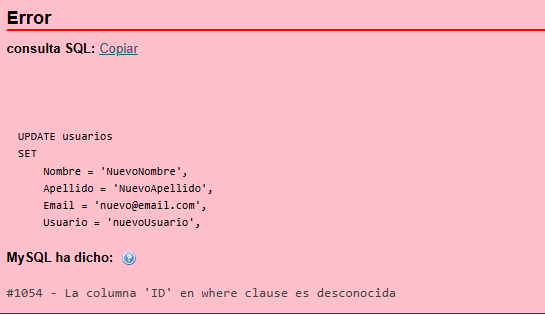 Error
consulta SQL: Copiar
UPDATE usuarios
SET
Nombre = 'NuevoNombre',
Apellido = 'NuevoApellido',
Email = 'nuevo@email.com',
Usuario = 'nuevoUsuario',
MySQL ha dicho: ?
#1054 - La columna 'ID' en where clause es desconocida